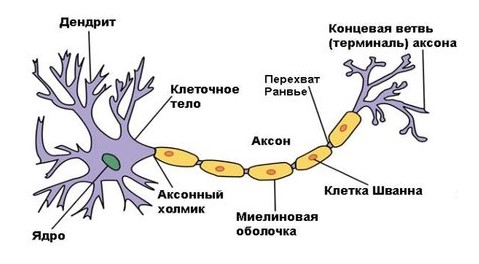 Дендрит
Концевая ветвь
(терминаль) аксона
Клеточное
тело
Перехват
Ранвье
Аксон
Аксонный
холмик
Клетка Шванна
Миелиновая
оболочка
Ядро